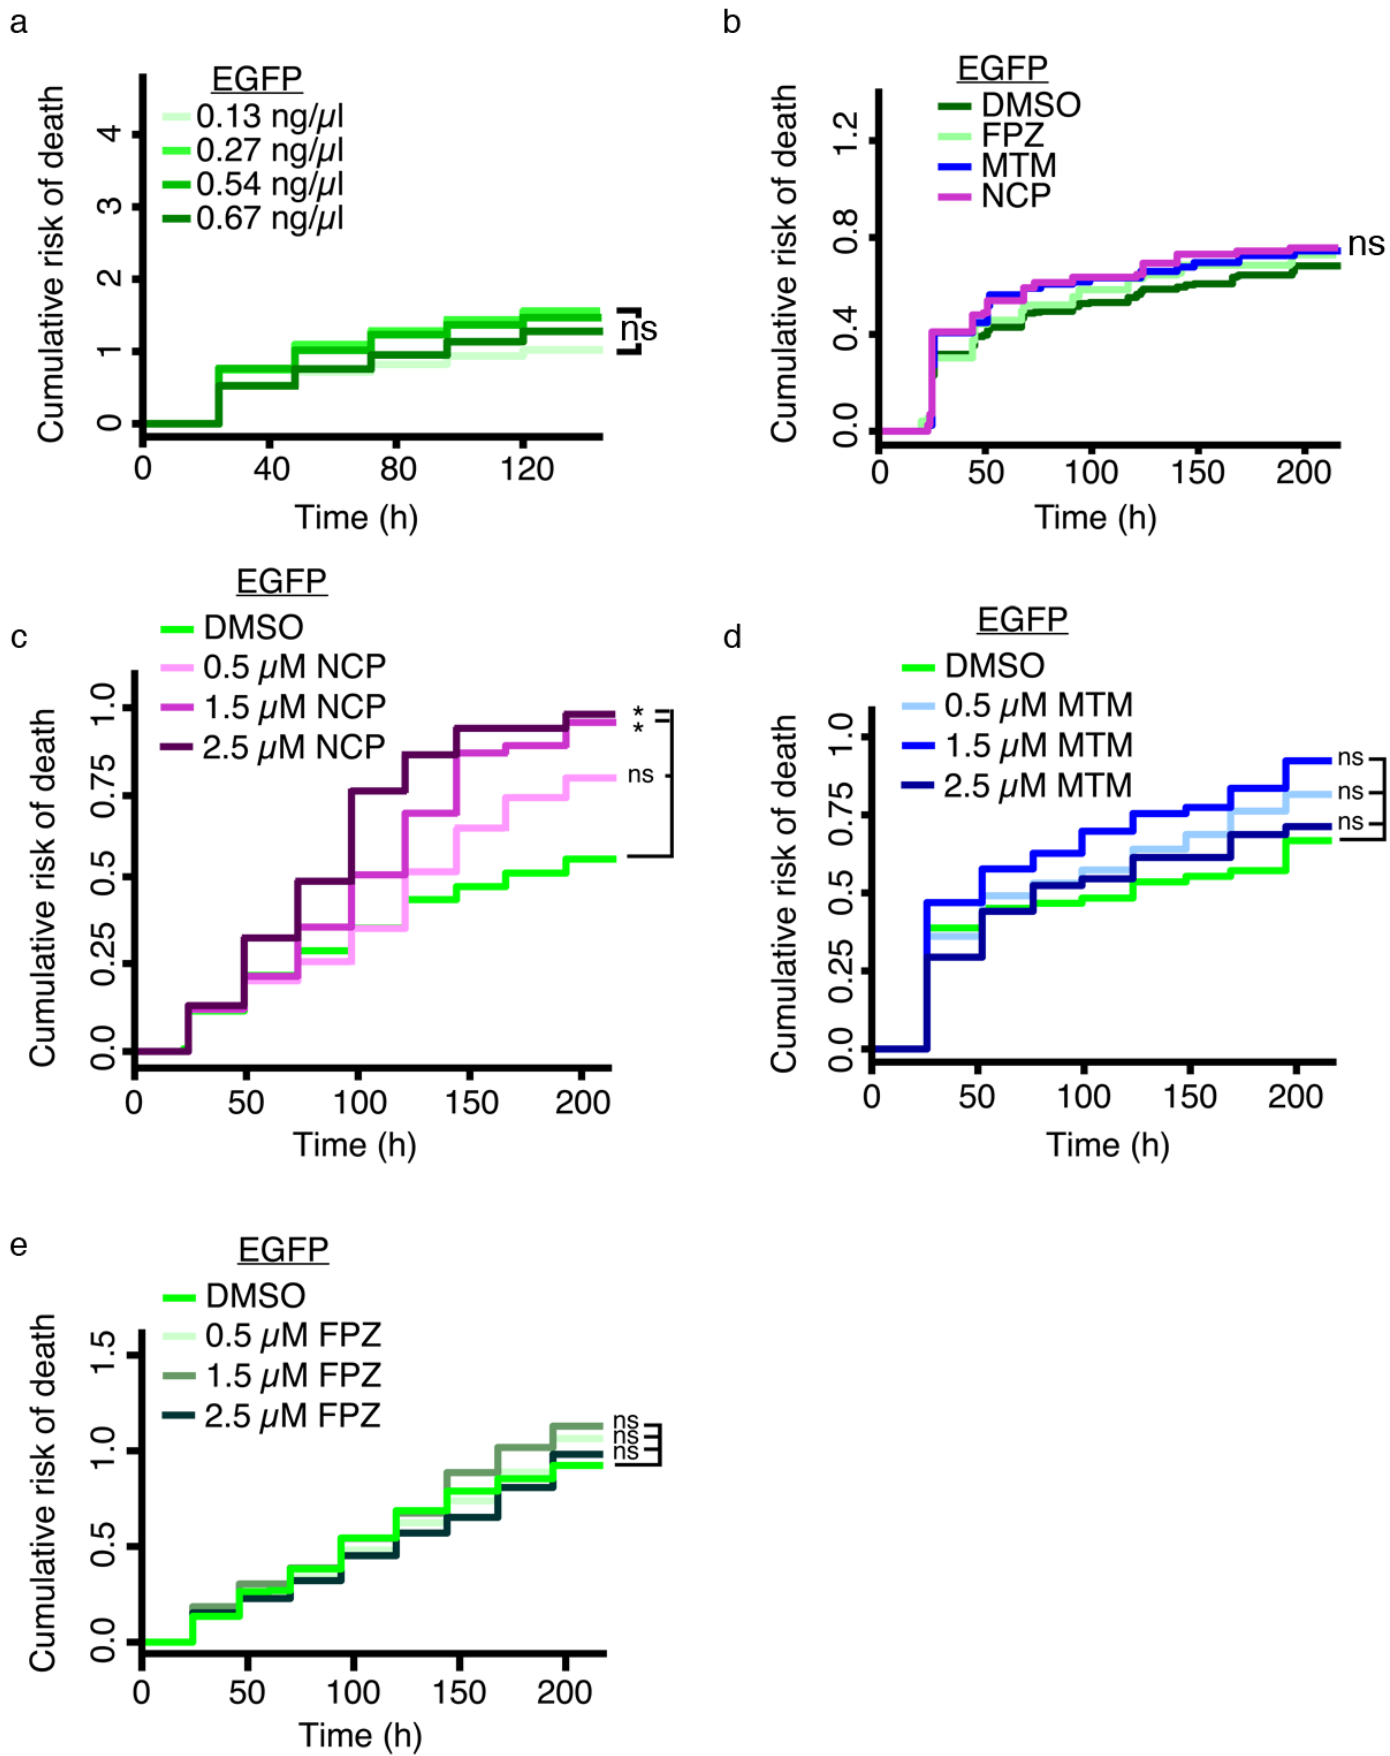 a
EGFP
0.13 ng/µl
0.27 ng/µl
0.54 ng/µl
0.67 ng/µl
Cumulative risk of death
4
3
2
1
0
ns
0 40 80 120
Time (h)
b
EGFP
DMSO
FPZ
MTM
NCP
Cumulative risk of death
1.2
0.8
0.4
0.0
ns
0 50 100 150 200
Time (h)
c
EGFP
DMSO
0.5 µM NCP
1.5 µM NCP
2.5 µM NCP
Cumulative risk of death
1.0
0.75
0.5
0.25
0.0
*
*
ns
0 50 100 150 200
Time (h)
d
EGFP
DMSO
0.5 µM MTM
1.5 µM MTM
2.5 µM MTM
Cumulative risk of death
1.0
0.75
0.5
0.25
0.0
ns
ns
ns
0 50 100 150 200
Time (h)
e
EGFP
DMSO
0.5 µM FPZ
1.5 µM FPZ
2.5 µM FPZ
Cumulative risk of death
1.5
1.0
0.5
0.0
ns
ns
ns
0 50 100 150 200
Time (h)